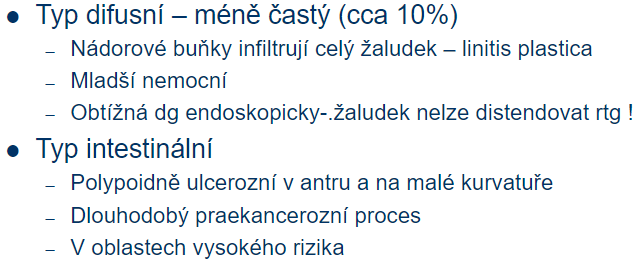 ● Typ difusní – méně častý (cca 10%)
– Nádorové buňky infiltrují celý žaludek – linitis plastica
– Mladší nemocní
– Obtížná dg endoskopicky-.žaludek nelze distendovat rtg !
● Typ intestinální
– Polypoidně ulcerozní v antru a na malé kurvatuře
– Dlouhodobý praekancerozní proces
– V oblastech vysokého rizika